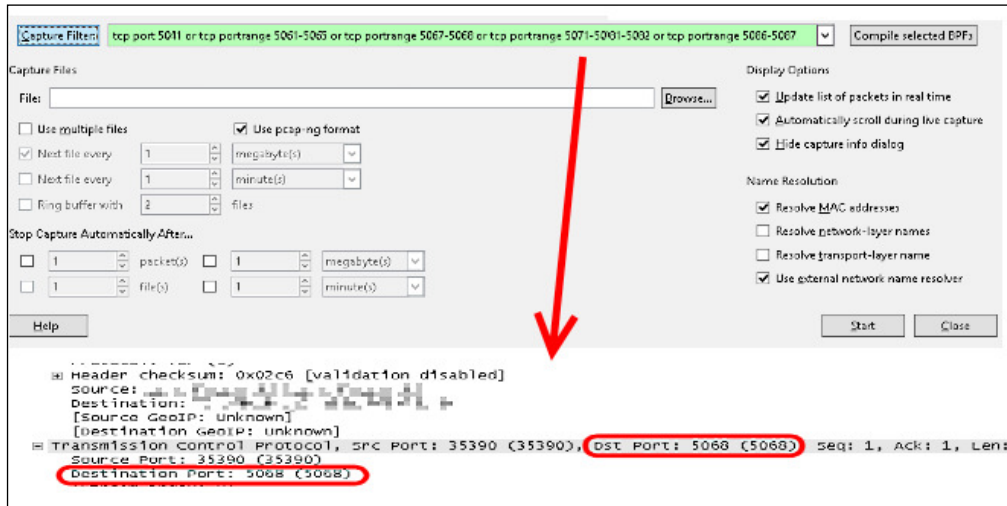 Capture Filter: tcp port 5041 or tcp portrange 5061-5065 or tcp portrange 5067-5068 or tcp portrange 5071-5081-5082 or tcp portrange 5086-5087 Compile selected BPFs
Capture Files
File: Browse...
Use multiple files Use pcap-ng format
Next file every 1 megabyte(s)
Next file every 1 minute(s)
Ring buffer with 2 files
Stop Capture Automatically After...
1 packet(s) 1 megabyte(s)
1 file(s) 1 minute(s)
Display Options
Update list of packets in real time
Automatically scroll during live capture
Hide capture info dialog
Name Resolution
Resolve MAC addresses
Resolve network-layer names
Resolve transport-layer name
Use external network name resolver
Help Start Close
Header checksum: 0x02c6 [validation disabled]
Source:
Destination:
[Source GeoIP: Unknown]
[Destination GeoIP: Unknown]
Transmission Control Protocol, Src Port: 35390 (35390), Dst Port: 5068 (5068) Seq: 1, Ack: 1, Len:
Source Port: 35390 (35390)
Destination Port: 5068 (5068)